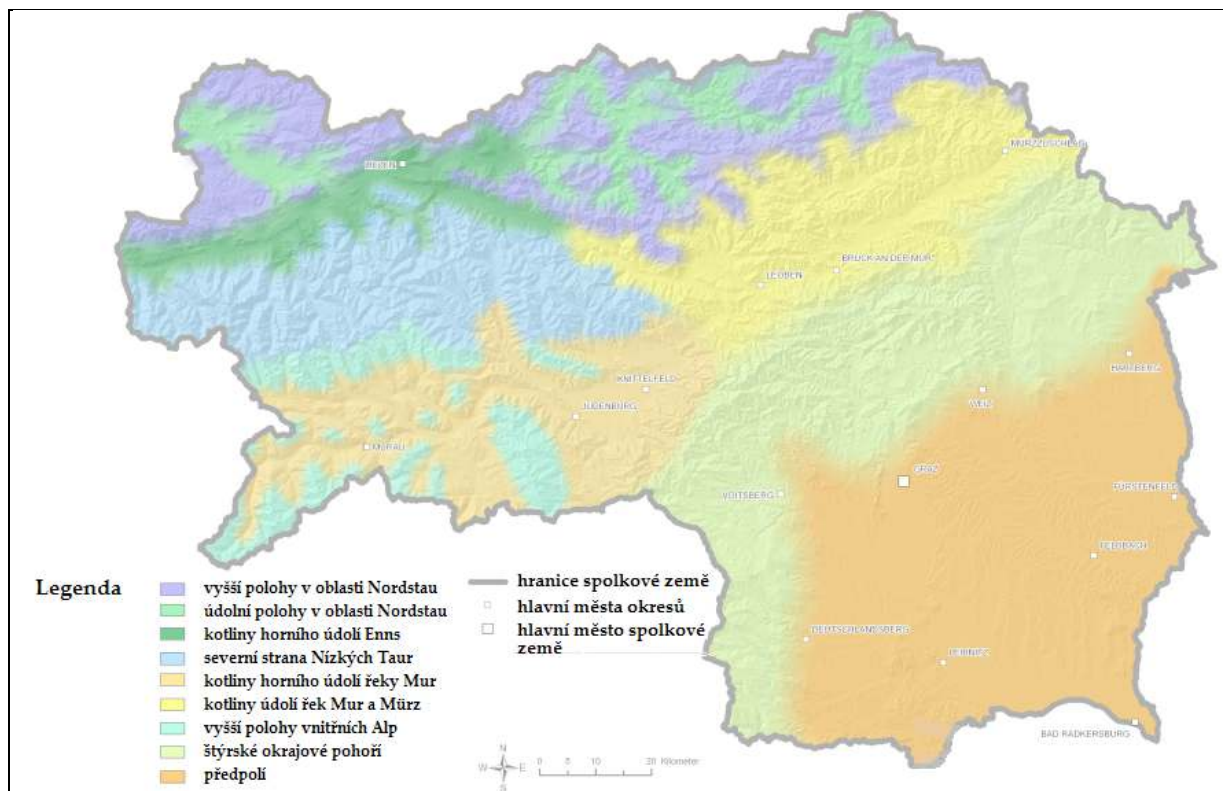 LIEZEN
MÜRZZUSCHLAG
BRUCK AN DER MUR
LEOBEN
HARTBERG
KNITTELFELD
WEIZ
JUDENBURG
MURAU
GRAZ
VOITSBERG
FÜRSTENFELD
FELDBACH
DEUTSCHLANDSBERG
LEIBNITZ
BAD RADKERSBURG
Legenda
vyšší polohy v oblasti Nordstau
údolní polohy v oblasti Nordstau
kotliny horního údolí Enns
severní strana Nízkých Taur
kotliny horního údolí řeky Mur
kotliny údolí řek Mur a Mürz
vyšší polohy vnitřních Alp
štýrské okrajové pohoří
předpolí
hranice spolkové země
hlavní města okresů
hlavní město spolkové
země
N
W E
S
0 5 10 20 Kilometer